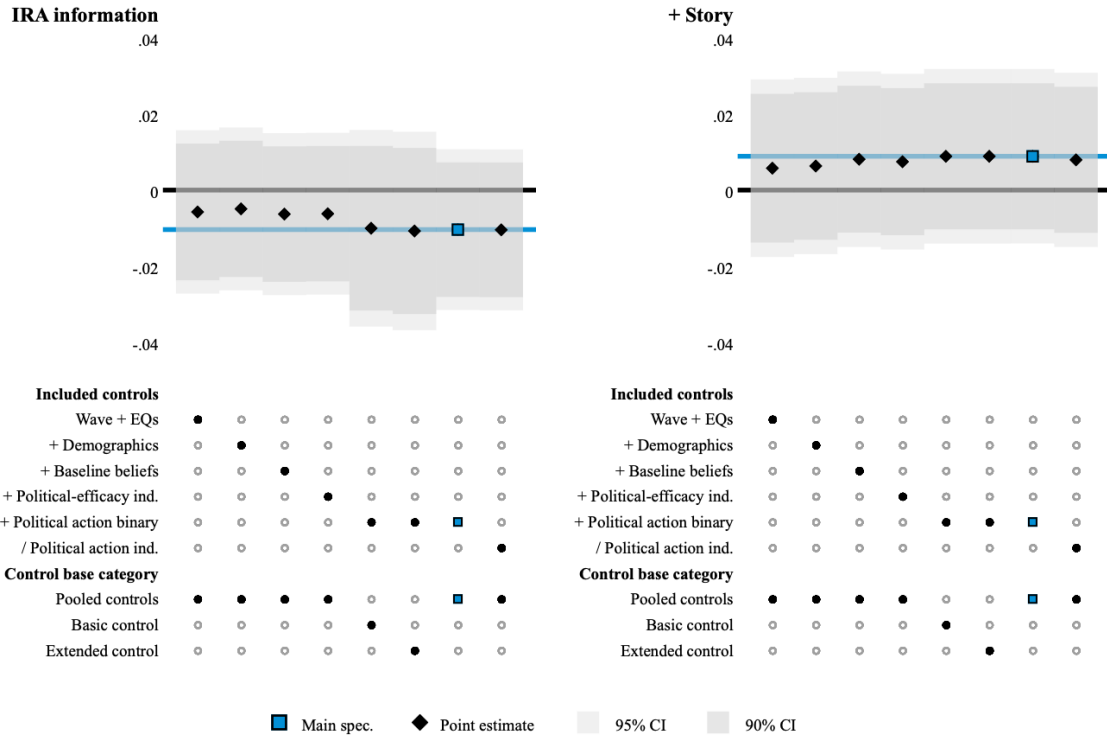 IRA information
.04
.02
0
-.02
-.04
Included controls
Wave + EQs
+ Demographics
+ Baseline beliefs
+ Political-efficacy ind.
+ Political action binary
/ Political action ind.
Control base category
Pooled controls
Basic control
Extended control
+ Story
.04
.02
0
-.02
-.04
Included controls
Wave + EQs
+ Demographics
+ Baseline beliefs
+ Political-efficacy ind.
+ Political action binary
/ Political action ind.
Control base category
Pooled controls
Basic control
Extended control
Main spec. Point estimate 95% CI 90% CI